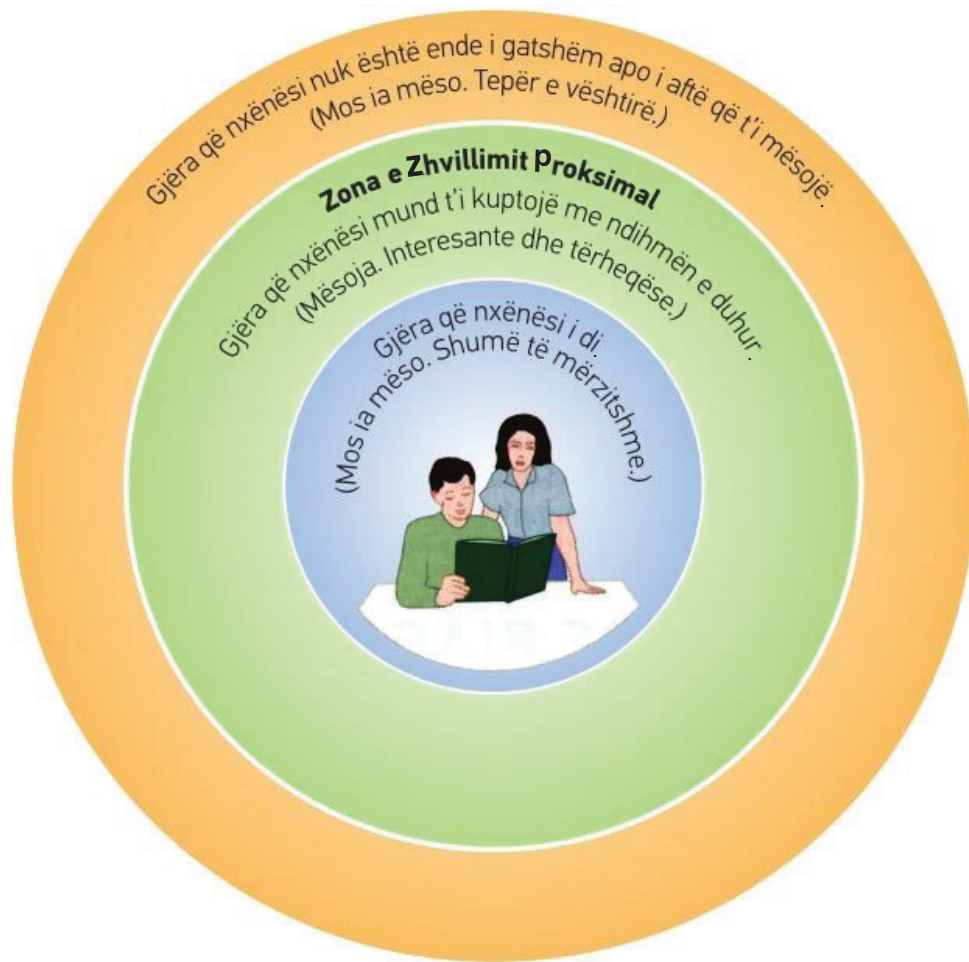 Gjëra që nxënësi nuk është ende i gatshëm apo i aftë që t'i mësojë.
(Mos ia mëso. Tepër e vështirë.)
Zona e Zhvillimit Proksimal
Gjëra që nxënësi mund t'i kuptojë me ndihmën e duhur.
(Mësoja. Interesante dhe tërheqëse.)
Gjëra që nxënësi i di.
(Mos ia mëso. Shumë të mërzitshme.)